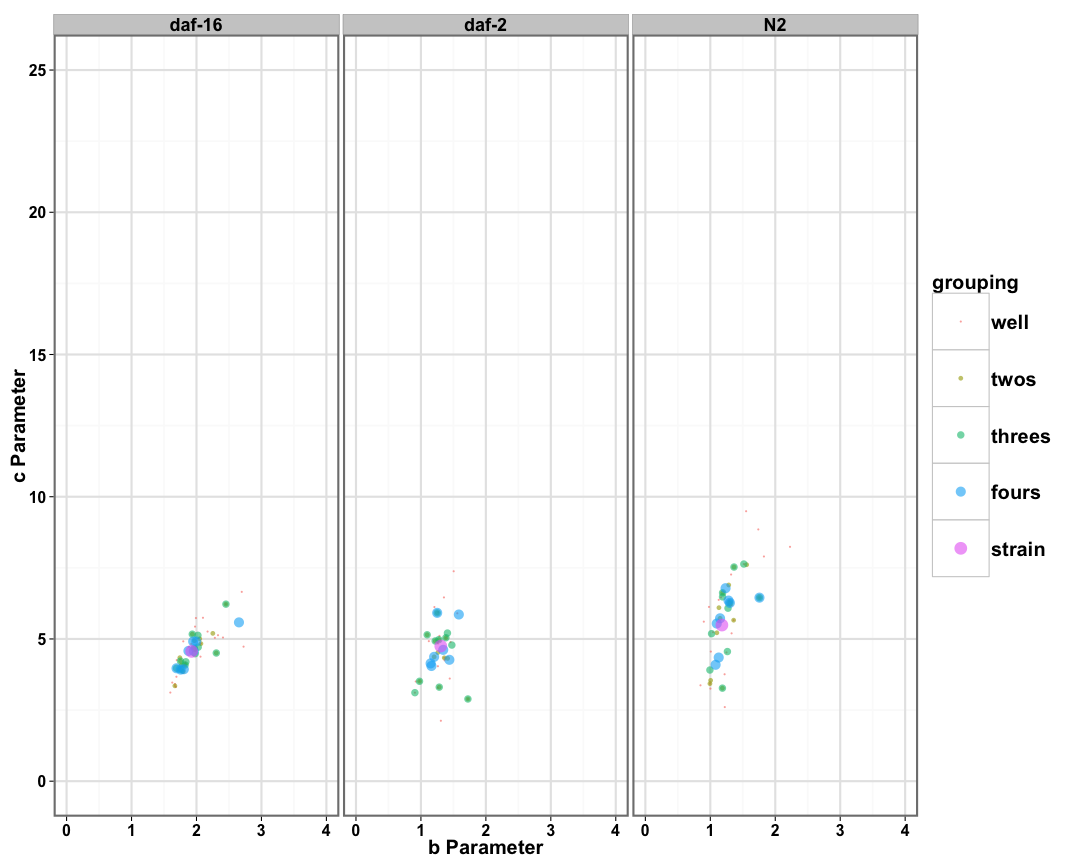 daf-16 daf-2 N2
25
20
15
10
5
0
c Parameter
0 1 2 3 4 0 1 2 3 4 0 1 2 3 4
b Parameter
grouping
well
twos
threes
fours
strain